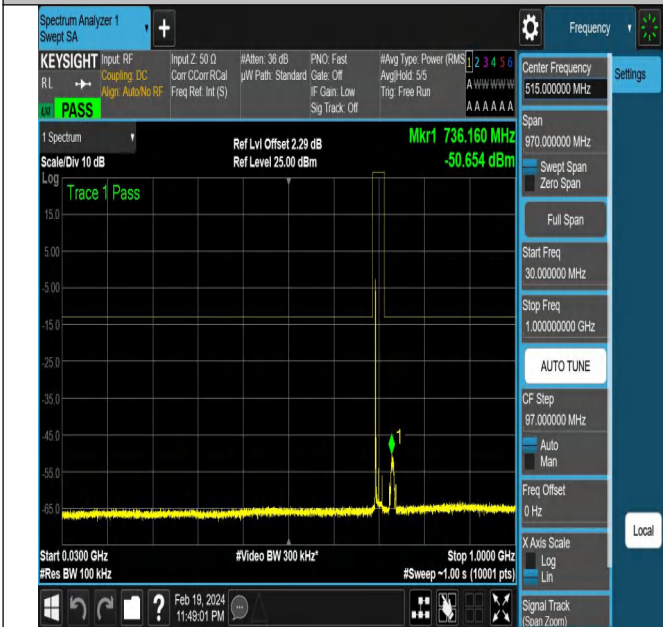 Spectrum Analyzer 1
Swept SA
+
Frequency
KEYSIGHT
RL
PASS
Input: RF
Coupling: DC
Align: Auto/No RF
Input Z: 50 Ω
Corr CCorr RCal
Freq Ref: Int (S)
#Atten: 36 dB
µW Path: Standard
PNO: Fast
Gate: Off
IF Gain: Low
Sig Track: Off
#Avg Type: Power (RMS
Avg|Hold: 5/5
Trig: Free Run
1 2 3 4 5 6
A W W W W W
A A A A A A
1 Spectrum
Scale/Div 10 dB
Ref Lvl Offset 2.29 dB
Ref Level 25.00 dBm
Mkr1 736.160 MHz
-50.654 dBm
Log
Trace 1 Pass
15.0
5.00
-5.00
-15.0
-25.0
-35.0
-45.0
-55.0
-65.0
1
Start 0.0300 GHz
#Res BW 100 kHz
#Video BW 300 kHz*
Stop 1.0000 GHz
#Sweep ~1.00 s (10001 pts)
?
Feb 19, 2024
11:49:01 PM
Center Frequency
515.000000 MHz
Settings
Span
970.000000 MHz
Swept Span
Zero Span
Full Span
Start Freq
30.000000 MHz
Stop Freq
1.000000000 GHz
AUTO TUNE
CF Step
97.000000 MHz
Auto
Man
Freq Offset
0 Hz
X Axis Scale
Log
Lin
Local
Signal Track
(Span Zoom)